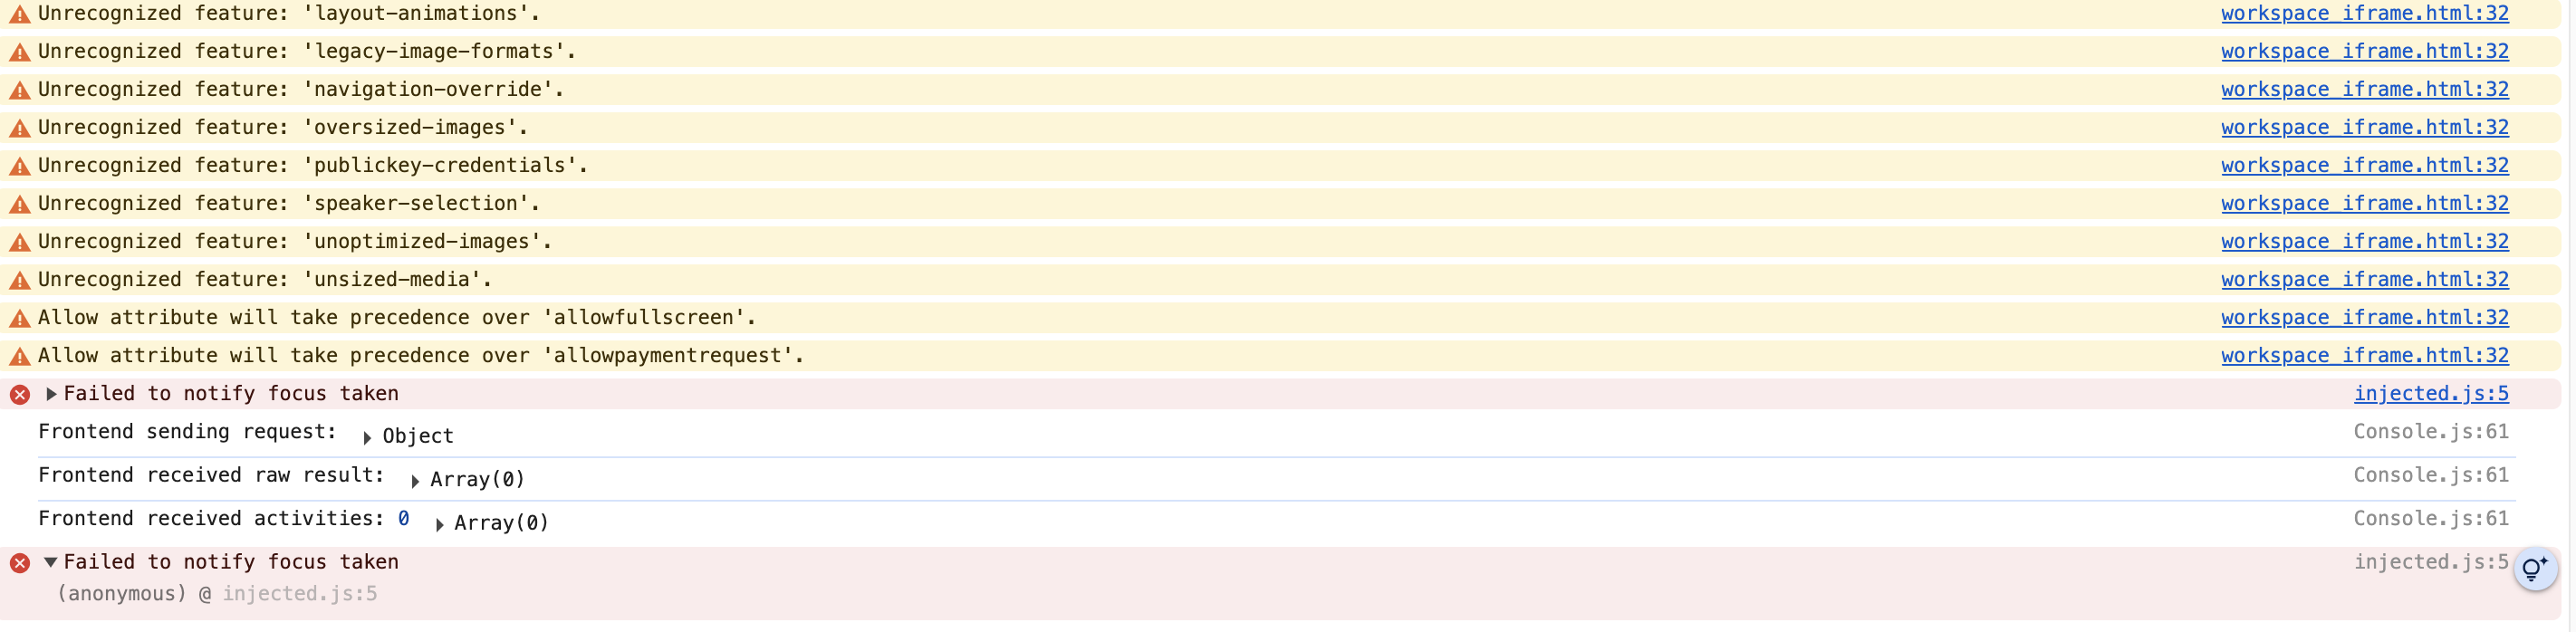 Unrecognized feature: 'layout-animations'. workspace_iframe.html:32
Unrecognized feature: 'legacy-image-formats'. workspace_iframe.html:32
Unrecognized feature: 'navigation-override'. workspace_iframe.html:32
Unrecognized feature: 'oversized-images'. workspace_iframe.html:32
Unrecognized feature: 'publickey-credentials'. workspace_iframe.html:32
Unrecognized feature: 'speaker-selection'. workspace_iframe.html:32
Unrecognized feature: 'unoptimized-images'. workspace_iframe.html:32
Unrecognized feature: 'unsized-media'. workspace_iframe.html:32
Allow attribute will take precedence over 'allowfullscreen'. workspace_iframe.html:32
Allow attribute will take precedence over 'allowpaymentrequest'. workspace_iframe.html:32
Failed to notify focus taken injected.js:5
Frontend sending request: Object Console.js:61
Frontend received raw result: Array(0) Console.js:61
Frontend received activities: 0 Array(0) Console.js:61
Failed to notify focus taken injected.js:5
(anonymous) @ injected.js:5